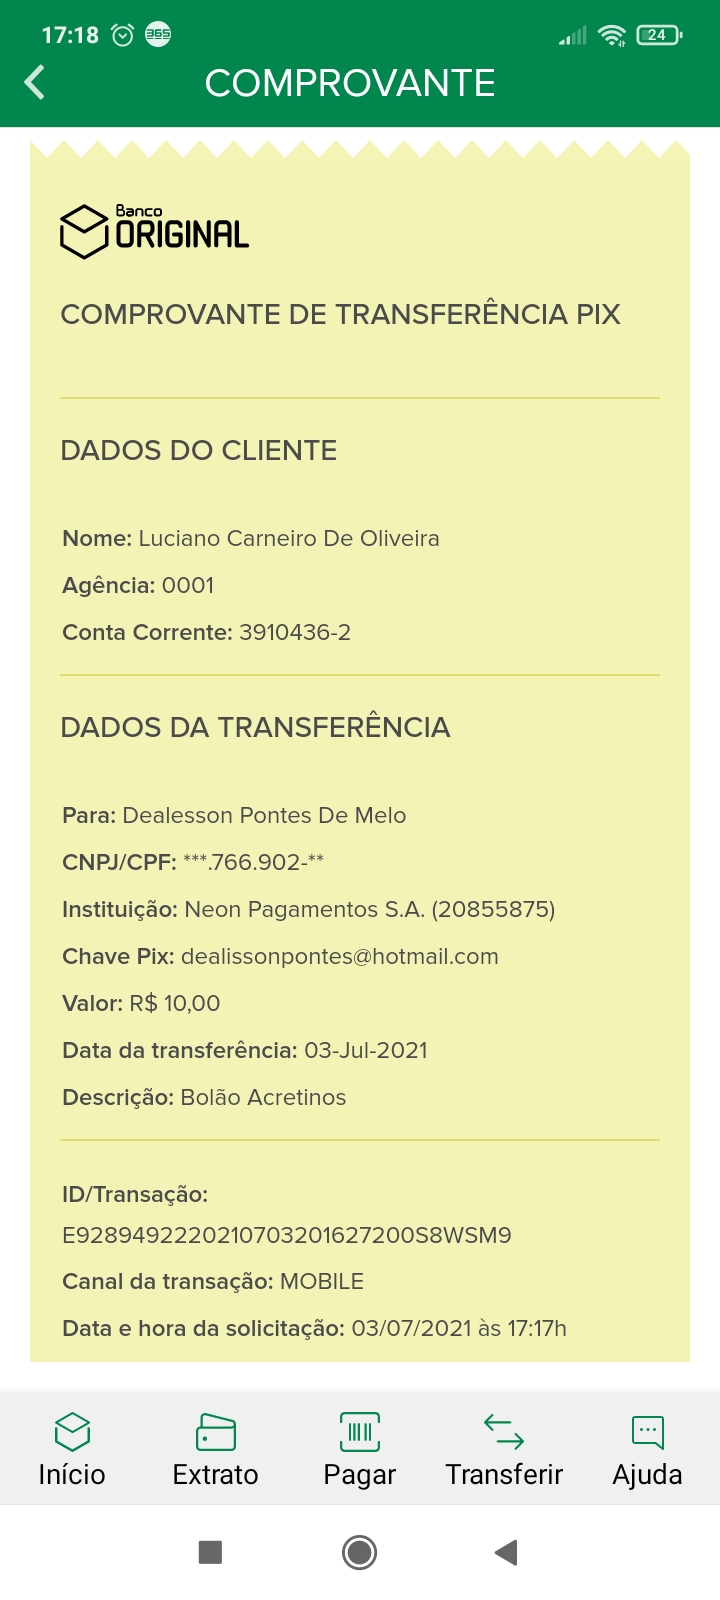 17:18 365 24
COMPROVANTE
Banco
ORIGINAL
COMPROVANTE DE TRANSFERÊNCIA PIX
DADOS DO CLIENTE
Nome: Luciano Carneiro De Oliveira
Agência: 0001
Conta Corrente: 3910436-2
DADOS DA TRANSFERÊNCIA
Para: Dealesson Pontes De Melo
CNPJ/CPF: ***.766.902-**
Instituição: Neon Pagamentos S.A. (20855875)
Chave Pix: dealissonpontes@hotmail.com
Valor: R$ 10,00
Data da transferência: 03-Jul-2021
Descrição: Bolão Acretinos
ID/Transação:
E9289492220210703201627200S8WSM9
Canal da transação: MOBILE
Data e hora da solicitação: 03/07/2021 às 17:17h
Início Extrato Pagar Transferir Ajuda